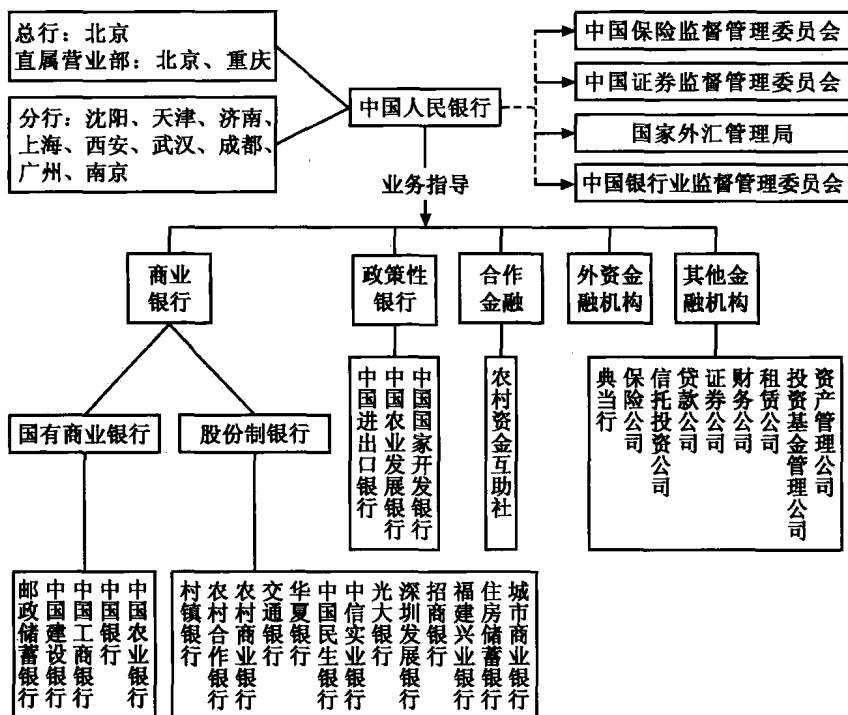 总行：北京
直属营业部：北京、重庆
分行：沈阳、天津、济南、
上海、西安、武汉、成都、
广州、南京
中国人民银行
中国保险监督管理委员会
中国证券监督管理委员会
国家外汇管理局
中国银行业监督管理委员会
业务指导
商业
银行
政策性
银行
合作
金融
外资金
融机构
其他金
融机构
国有商业银行
股份制银行
中国进出口银行
中国农业发展银行
中国国家开发银行
农村资金互助社
典当行
保险公司
信托投资公司
贷款公司
证券公司
财务公司
租赁公司
投资基金管理公司
资产管理公司
邮政储蓄银行
中国建设银行
中国工商银行
中国银行
中国农业银行
村镇银行
农村合作银行
农村商业银行
交通银行
华夏银行
中国民生银行
中信实业银行
光大银行
深圳发展银行
招商银行
福建兴业银行
住房储蓄银行
城市商业银行